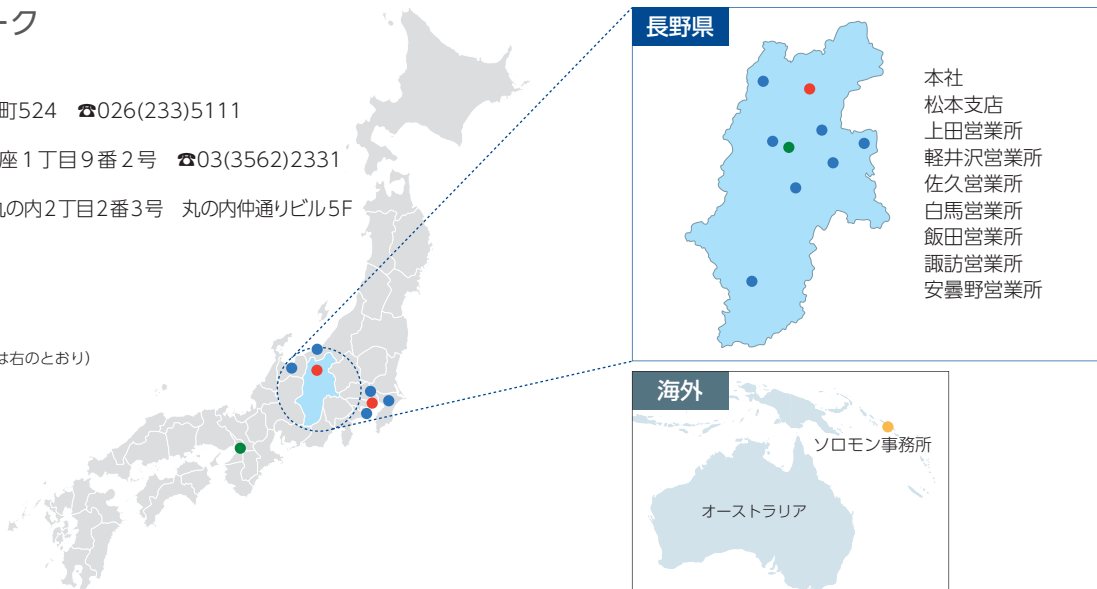 ーク
町524 ☎026(233)5111
座1丁目9番2号 ☎03(3562)2331
丸の内2丁目2番3号 丸の内仲通りビル5F
は右のとおり)
長野県
本社
松本支店
上田営業所
軽井沢営業所
佐久営業所
白馬営業所
飯田営業所
諏訪営業所
安曇野営業所
海外
ソロモン事務所
オーストラリア